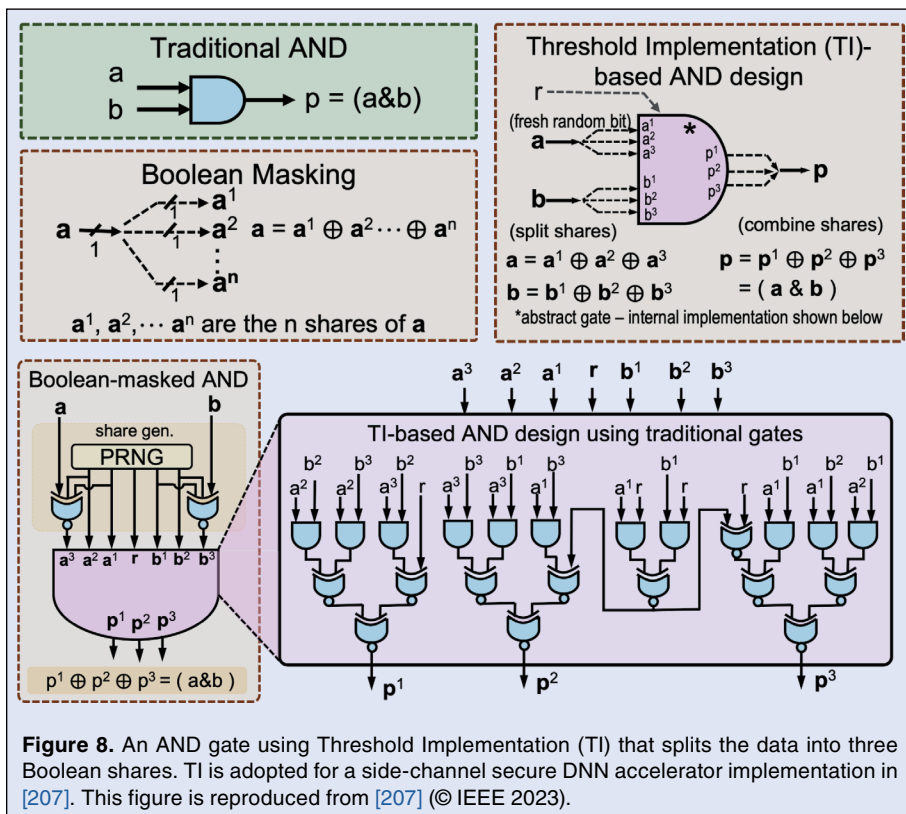 Traditional AND
a
b
p = (a&b)
Threshold Implementation (TI)-
based AND design
r
(fresh random bit)
a
a¹
a²
a³
*
p¹
p²
p³
p
b
b¹
b²
b³
(split shares)
(combine shares)
a = a¹ ⊕ a² ⊕ a³
p = p¹ ⊕ p² ⊕ p³
b = b¹ ⊕ b² ⊕ b³
= ( a & b )
*abstract gate – internal implementation shown below
Boolean Masking
a
1
1
a¹
1
a²
a = a¹ ⊕ a² ··· ⊕ aⁿ
⋮
1
aⁿ
a¹, a², ··· aⁿ are the n shares of a
Boolean-masked AND
a
b
share gen.
PRNG
a³ a² a¹ r b¹ b² b³
p¹ p² p³
p¹ ⊕ p² ⊕ p³ = ( a&b )
a³ a² a¹ r b¹ b² b³
TI-based AND design using traditional gates
b² b³ b² b³ b¹ b³ b¹ b¹ b² b¹
a² a² a³ r a³ a³ a¹ a¹ r r r a¹ a¹ a²
p¹ p² p³
Figure 8. An AND gate using Threshold Implementation (TI) that splits the data into three
Boolean shares. TI is adopted for a side-channel secure DNN accelerator implementation in
[207]. This figure is reproduced from [207] (© IEEE 2023).